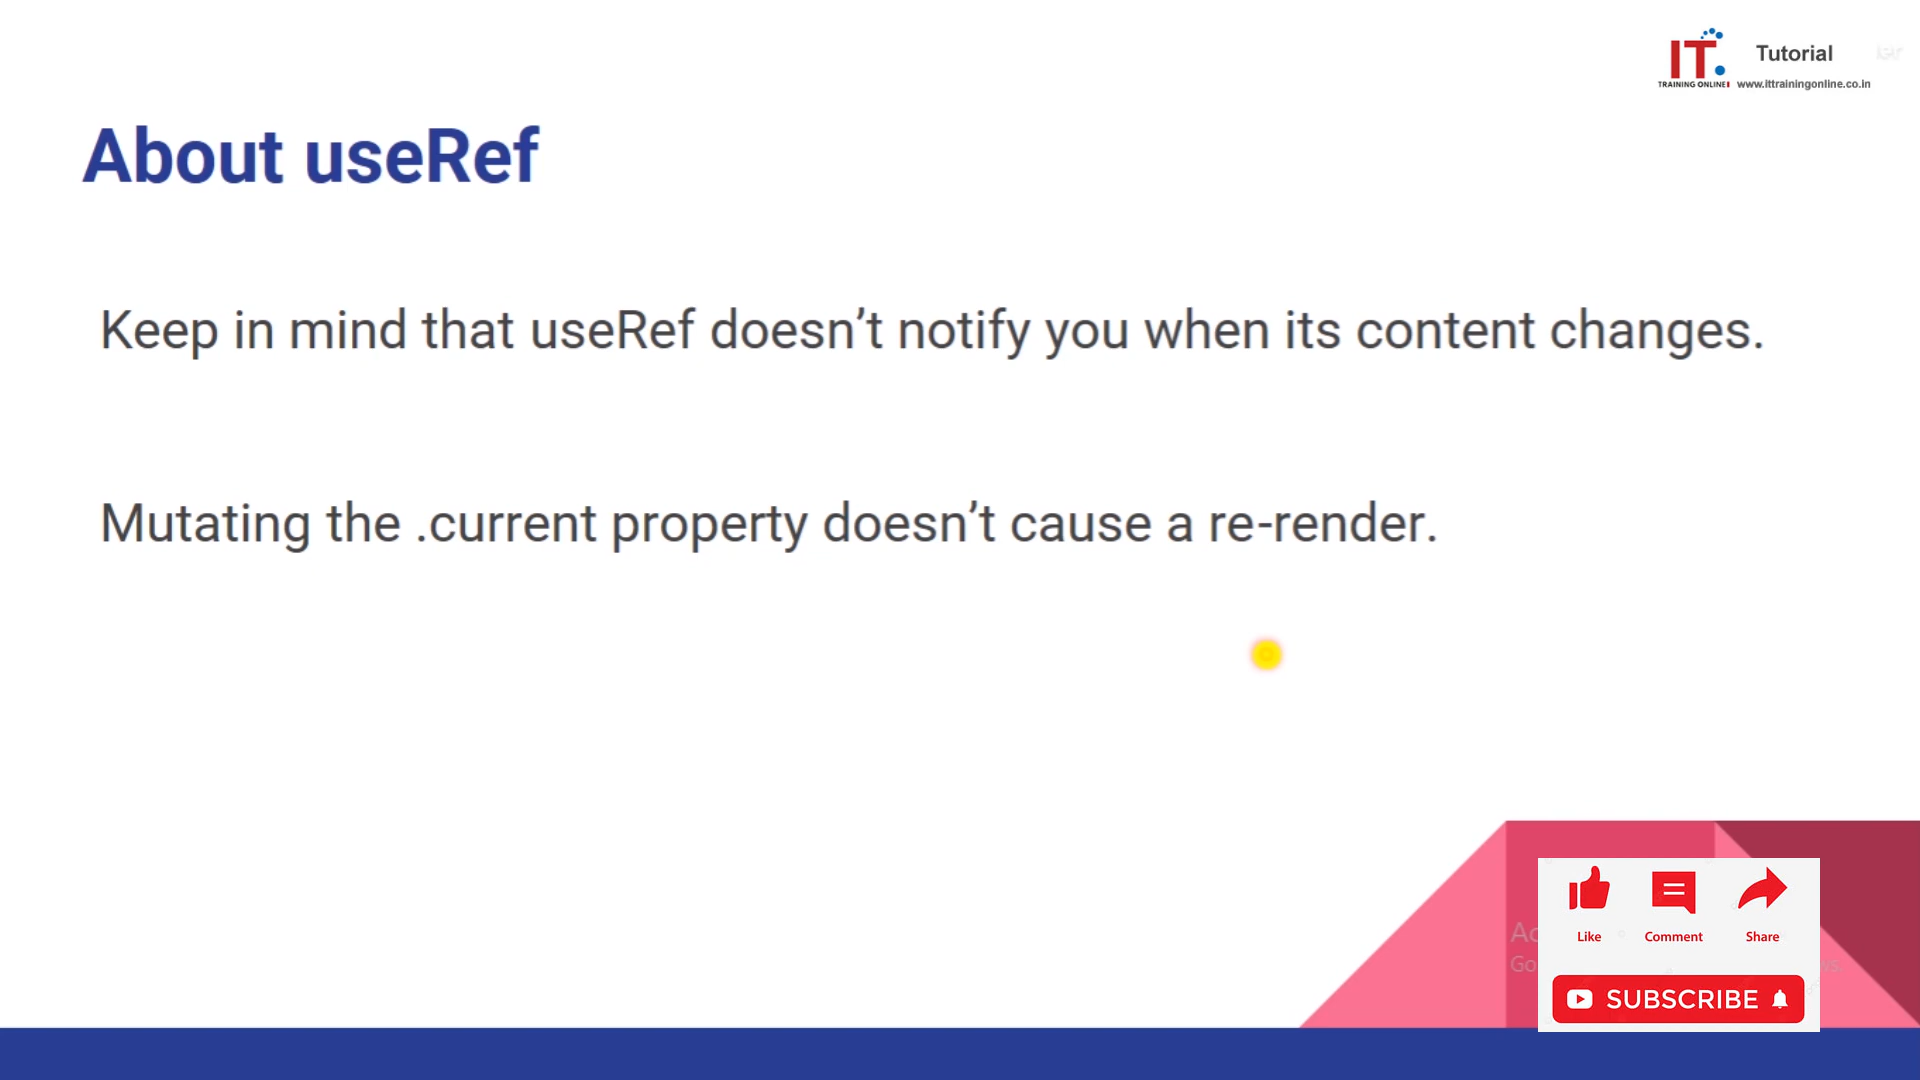 IT.
Tutorial
TRAINING ONLINE
www.ittrainingonline.co.in
About useRef
Keep in mind that useRef doesn’t notify you when its content changes.
Mutating the .current property doesn’t cause a re-render.
Like
Comment
Share
SUBSCRIBE